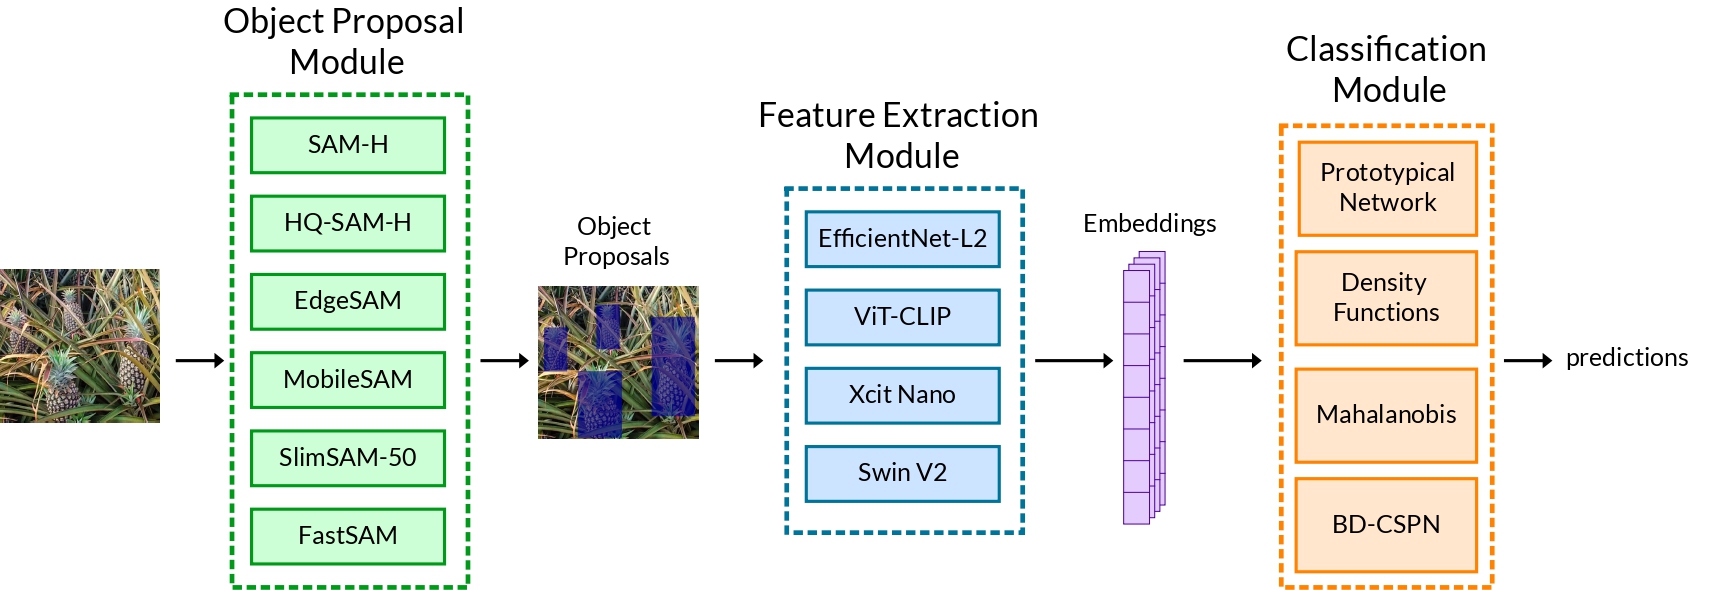 Object Proposal
Module
SAM-H
HQ-SAM-H
EdgeSAM
MobileSAM
SlimSAM-50
FastSAM
Object
Proposals
Feature Extraction
Module
EfficientNet-L2
ViT-CLIP
Xcit Nano
Swin V2
Embeddings
Classification
Module
Prototypical
Network
Density
Functions
Mahalanobis
BD-CSPN
predictions